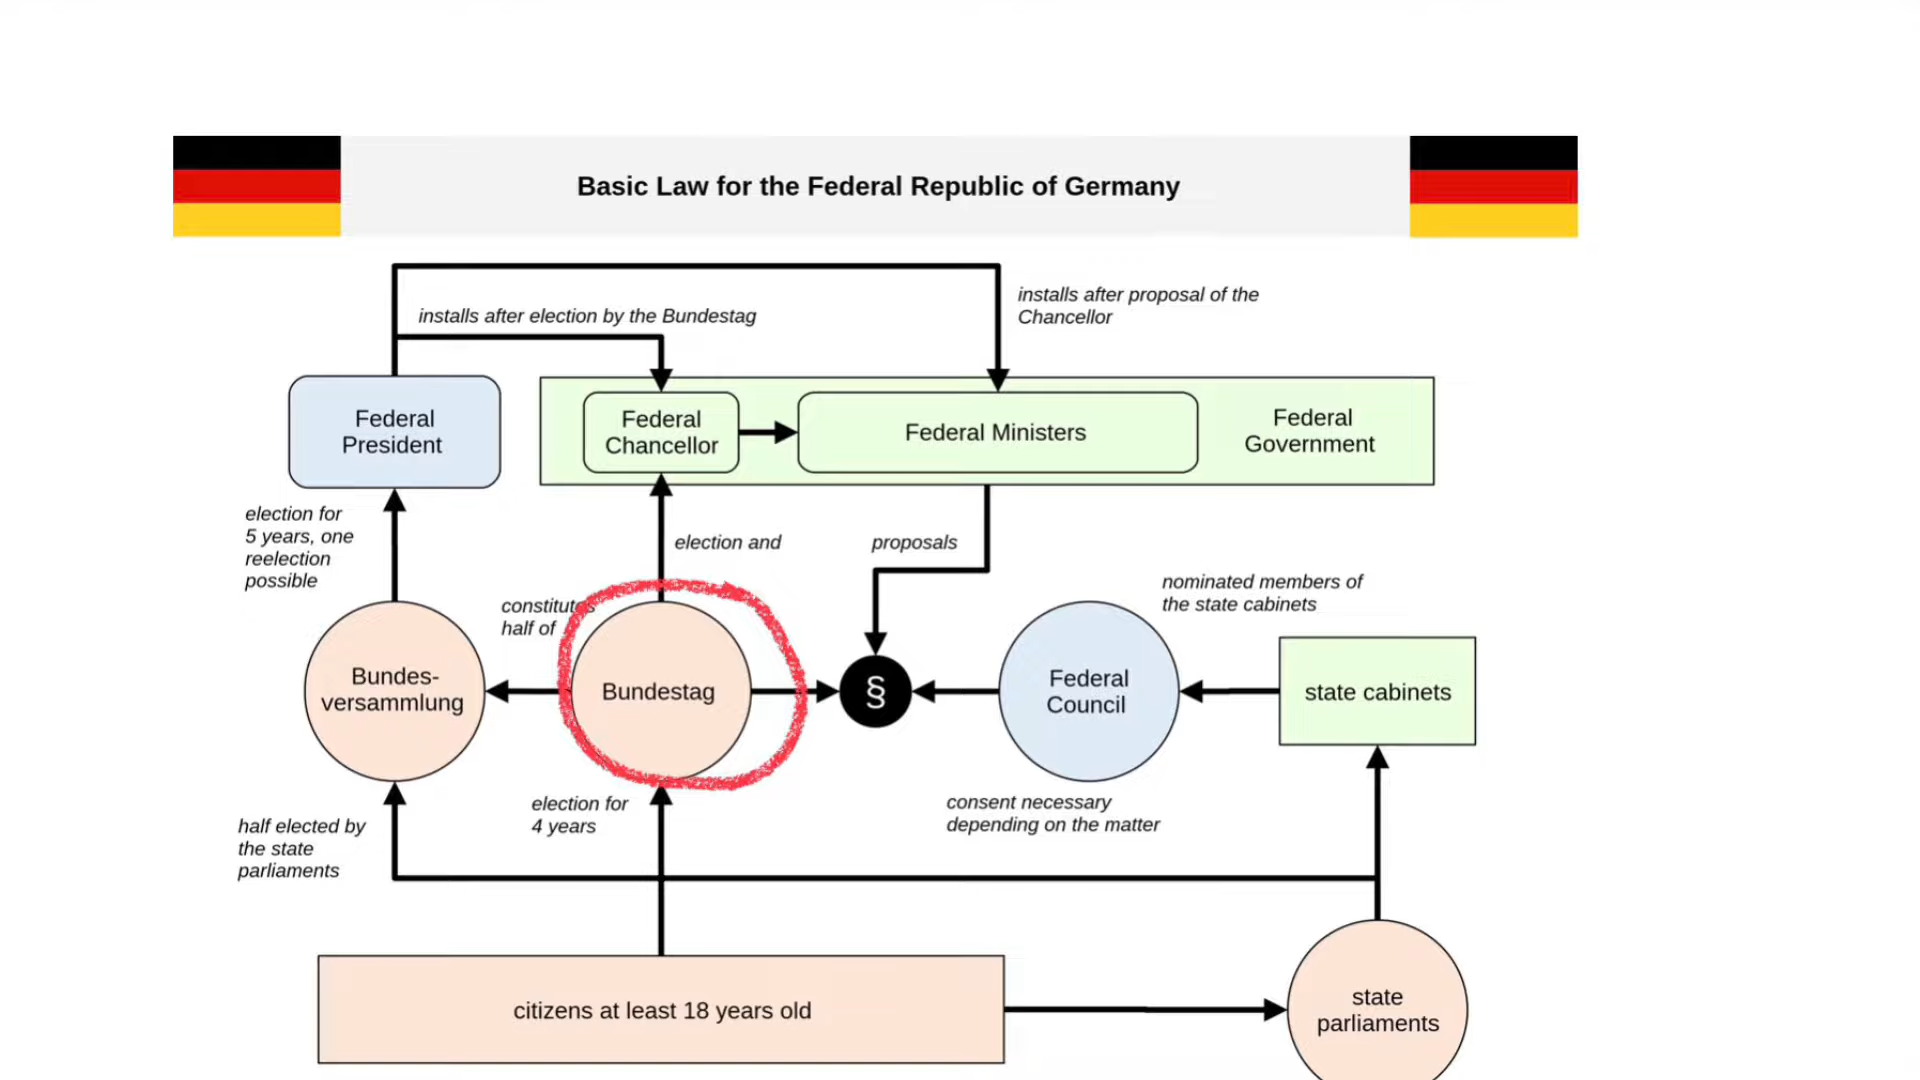 Basic Law for the Federal Republic of Germany
installs after proposal of the
Chancellor
installs after election by the Bundestag
Federal
President
Federal
Chancellor
Federal Ministers
Federal
Government
election for
5 years, one
reelection
possible
election and
proposals
nominated members of
the state cabinets
constitutes
half of
Bundes-
versammlung
Bundestag
§
Federal
Council
state cabinets
election for
4 years
consent necessary
depending on the matter
half elected by
the state
parliaments
citizens at least 18 years old
state
parliaments